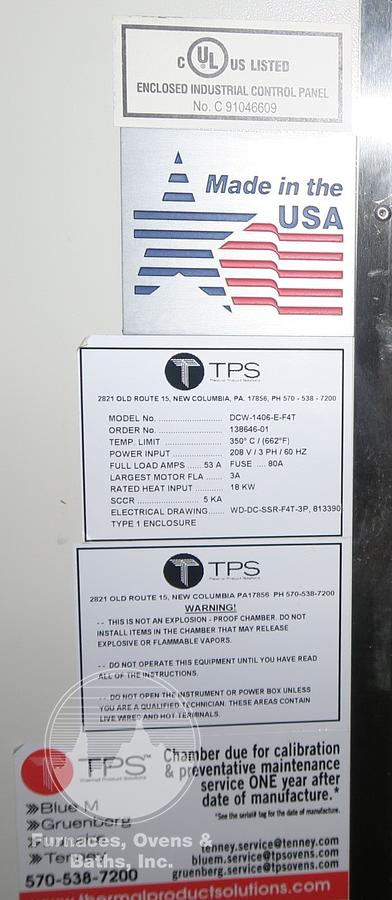 C UL US LISTED
ENCLOSED INDUSTRIAL CONTROL PANEL
No. C 91046609
Made in the
USA
TPS
Thermal Product Solutions
2821 OLD ROUTE 15, NEW COLUMBIA, PA. 17856, PH 570 - 538 - 7200
MODEL No. ........................ DCW-1406-E-F4T
ORDER No. ........................ 138646-01
TEMP. LIMIT ..................... 350° C / (662°F)
POWER INPUT .................. 208 V / 3 PH / 60 HZ
FULL LOAD AMPS ...... 53 A FUSE .... 80A
LARGEST MOTOR FLA ......... 3A
RATED HEAT INPUT ............ 18 KW
SCCR ................... 5 KA
ELECTRICAL DRAWING....... WD-DC-SSR-F4T-3P, 813390
TYPE 1 ENCLOSURE
TPS
Thermal Product Solutions
2821 OLD ROUTE 15, NEW COLUMBIA PA17856 PH 570-538-7200
WARNING!
-- THIS IS NOT AN EXPLOSION - PROOF CHAMBER. DO NOT
INSTALL ITEMS IN THE CHAMBER THAT MAY RELEASE
EXPLOSIVE OR FLAMMABLE VAPORS.
-- DO NOT OPERATE THIS EQUIPMENT UNTIL YOU HAVE READ
ALL OF THE INSTRUCTIONS.
-- DO NOT OPEN THE INSTRUMENT OR POWER BOX UNLESS
YOU ARE A QUALIFIED TECHNICIAN. THESE AREAS CONTAIN
LIVE WIRED AND HOT TERMINALS.
TPS™
Thermal Product Solutions
Chamber due for calibration
& preventative maintenance
service ONE year after
date of manufacture.*
*See the serial# tag for the date of manufacture.
»Blue M
»Gruenberg
»Tenney
570-538-7200
tenney.service@tenney.com
bluem.service@tpsovens.com
gruenberg.service@tpsovens.com
www.thermalproductsolutions.com
Furnaces, Ovens &
Baths, Inc.